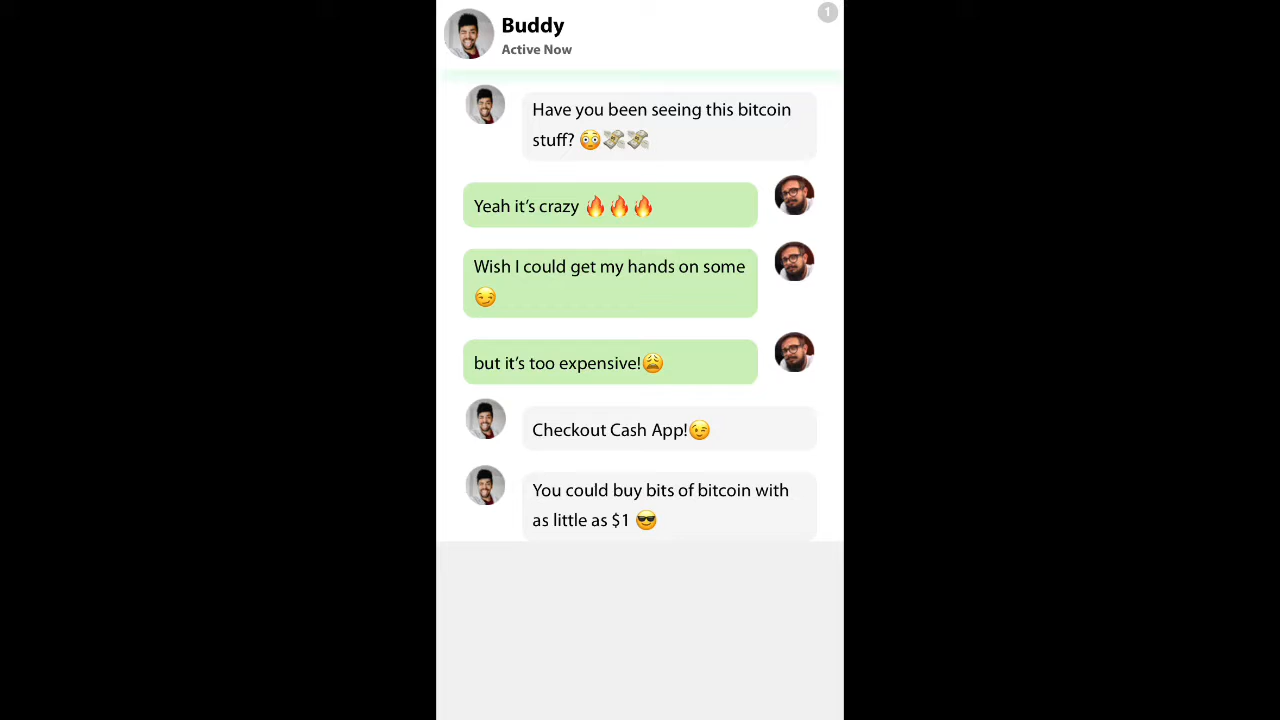 Buddy
1
Active Now
Have you been seeing this bitcoin
stuff? 😳💸💸
Yeah it’s crazy 🔥🔥🔥
Wish I could get my hands on some
😏
but it’s too expensive!😩
Checkout Cash App!😉
You could buy bits of bitcoin with
as little as $1 😎